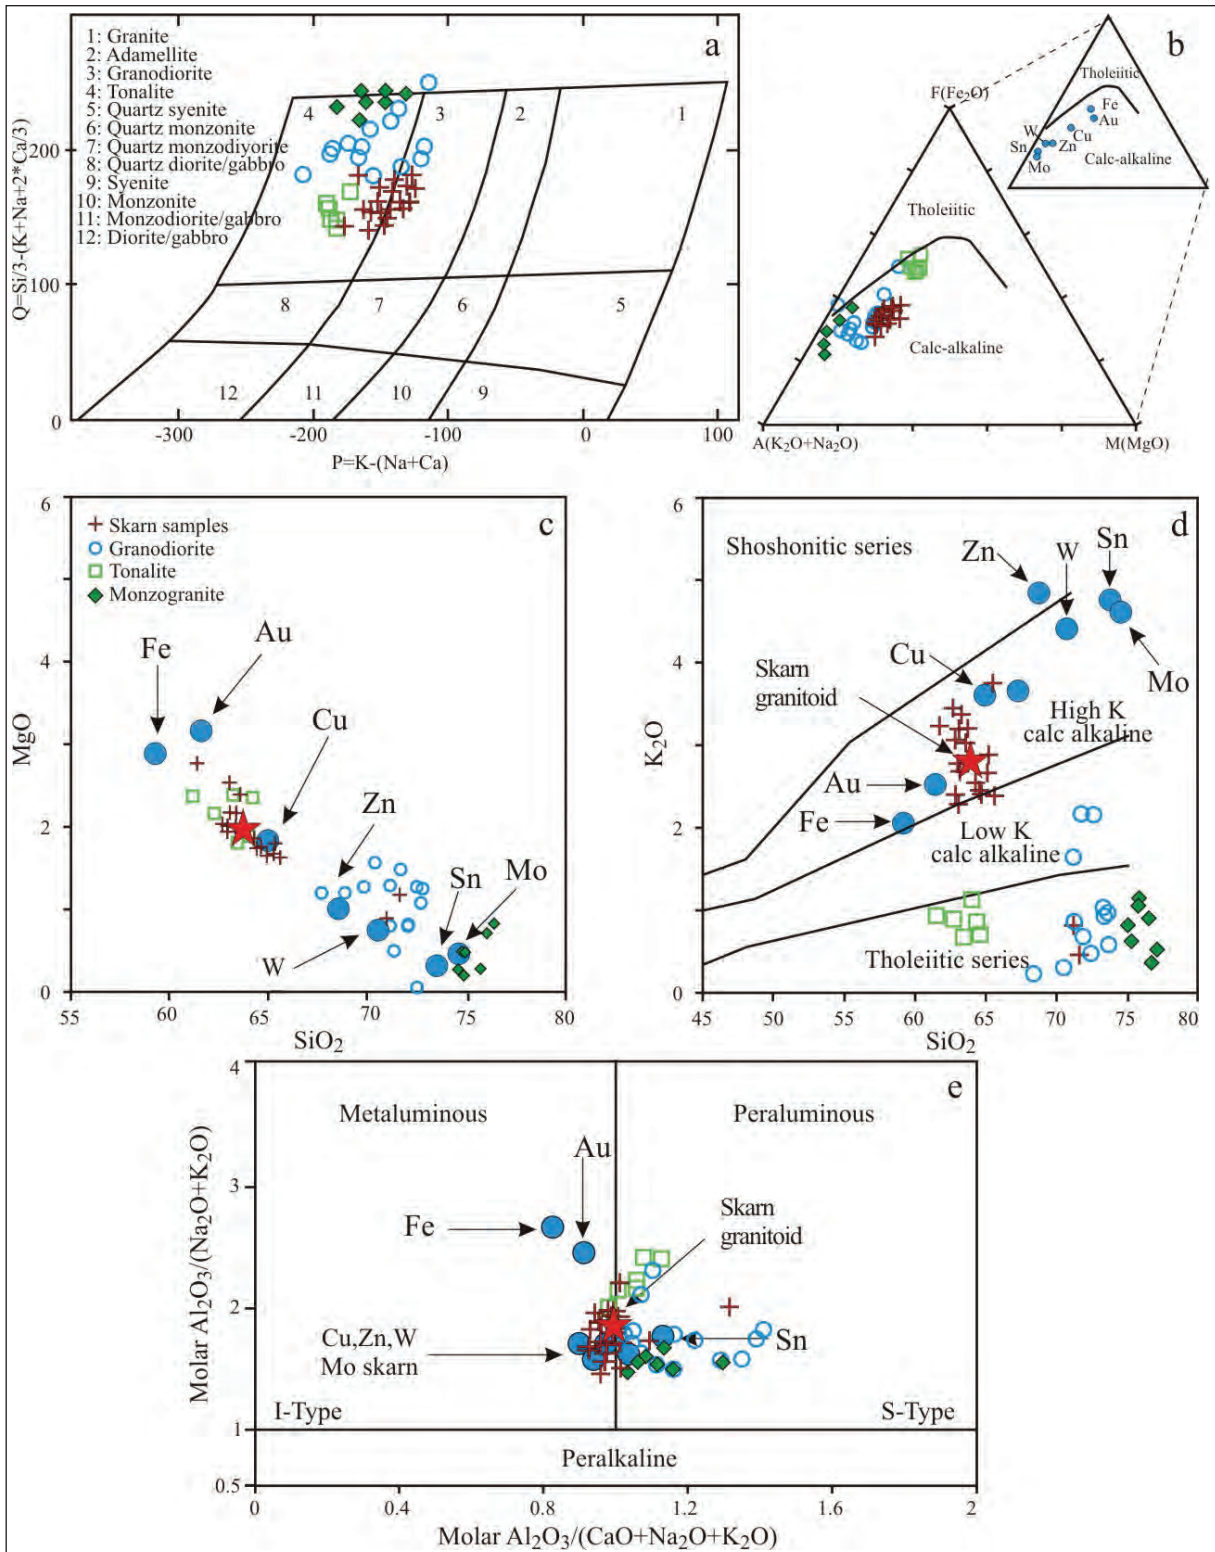 a
1: Granite
2: Adamellite
3: Granodiorite
4: Tonalite
5: Quartz syenite
6: Quartz monzonite
7: Quartz monzodiyorite
8: Quartz diorite/gabbro
9: Syenite
10: Monzonite
11: Monzodiorite/gabbro
12: Diorite/gabbro
4 3 2 1
8 7 6 5
12 11 10 9
Q=Si/3-(K+Na+2*Ca/3)
200
100
0
-300 -200 -100 0 100
P=K-(Na+Ca)
b
Tholeiitic
Fe
Au
W
Cu
Sn
Zn
Mo
Calc-alkaline
F(Fe2O)
Tholeiitic
Calc-alkaline
A(K2O+Na2O) M(MgO)
c
Skarn samples
Granodiorite
Tonalite
Monzogranite
Fe
Au
Cu
Zn
Sn
Mo
W
MgO
6
4
2
0
55 60 65 70 75 80
SiO2
d
Shoshonitic series
Zn
W
Sn
Cu
Mo
Skarn
granitoid
High K
calc alkaline
Au
Fe
Low K
calc alkaline
Tholeiitic series
K2O
6
4
2
0
45 50 60 65 70 75 80
SiO2
e
Metaluminous
Peraluminous
Au
Fe
Skarn
granitoid
Cu,Zn,W
Mo skarn
Sn
I-Type
S-Type
Peralkaline
Molar Al2O3/(Na2O+K2O)
4
3
2
1
0.5
0 0.4 0.8 1.2 1.6 2
Molar Al2O3/(CaO+Na2O+K2O)